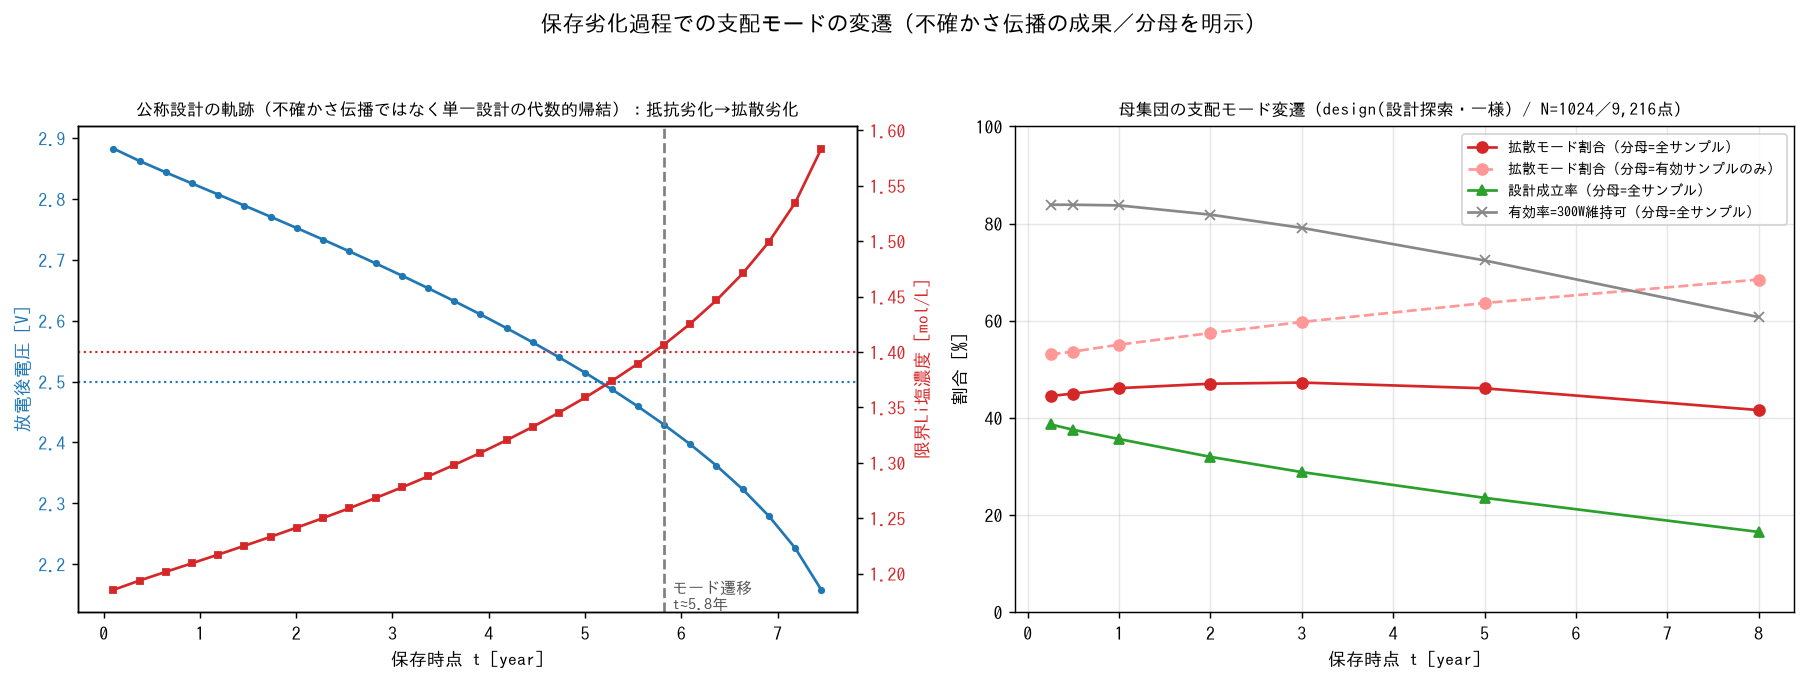 保存劣化過程での支配モードの変遷（不確かさ伝播の成果／分母を明示）
公称設計の軌跡（不確かさ伝播ではなく単一設計の代数的帰結）：抵抗劣化→拡散劣化
放電後電圧 [V]
2.9
2.8
2.7
2.6
2.5
2.4
2.3
2.2
1.60
1.55
1.50
1.45
1.40
1.35
1.30
1.25
1.20
限界Li塩濃度 [mol/L]
モード遷移
t≈5.8年
0 1 2 3 4 5 6 7
保存時点 t [year]
母集団の支配モード変遷（design(設計探索・一様) / N=1024／9,216点）
拡散モード割合（分母=全サンプル）
拡散モード割合（分母=有効サンプルのみ）
設計成立率（分母=全サンプル）
有効率=300W維持可（分母=全サンプル）
割合 [%]
100
80
60
40
20
0
0 1 2 3 4 5 6 7 8
保存時点 t [year]